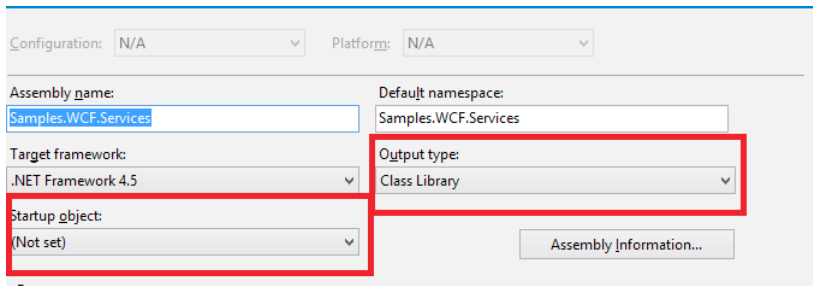 Configuration: N/A Platform: N/A
Assembly name: Default namespace:
Samples.WCF.Services Samples.WCF.Services
Target framework: Output type:
.NET Framework 4.5 Class Library
Startup object:
(Not set) Assembly Information...